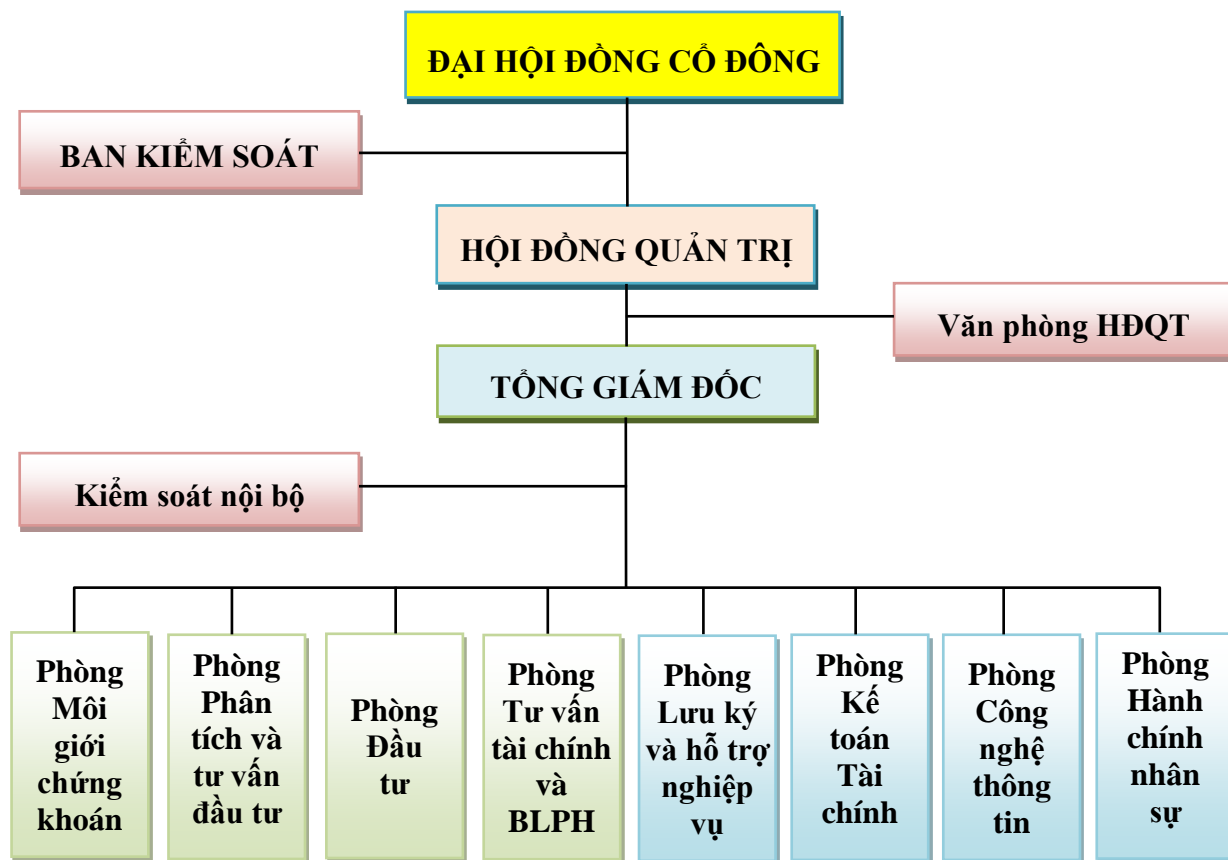 ĐẠI HỘI ĐỒNG CỔ ĐÔNG
BAN KIỂM SOÁT
HỘI ĐỒNG QUẢN TRỊ
Văn phòng HĐQT
TỔNG GIÁM ĐỐC
Kiểm soát nội bộ
Phòng
Môi
giới
chứng
khoán
Phòng
Phân
tích và
tư vấn
đầu tư
Phòng
Đầu
tư
Phòng
Tư vấn
tài chính
và
BLPH
Phòng
Lưu ký
và hỗ trợ
nghiệp
vụ
Phòng
Kế
toán
Tài
chính
Phòng
Công
nghệ
thông
tin
Phòng
Hành
chính
nhân
sự